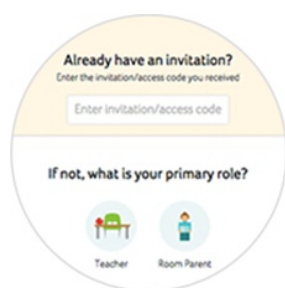 Already have an invitation?
Enter the invitation/access code you received
Enter invitation/access code
If not, what is your primary role?
Teacher
Room Parent